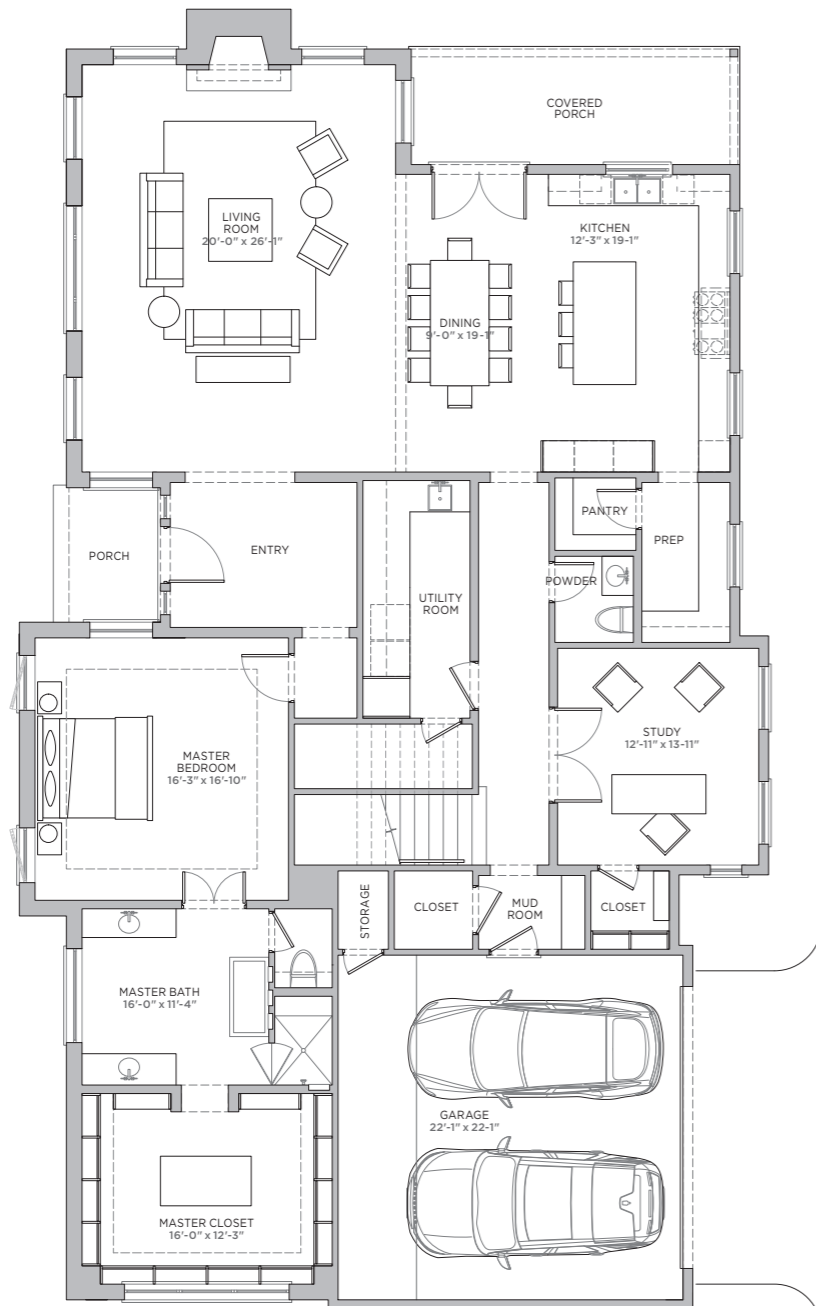 COVERED
PORCH
LIVING
ROOM
20'-0" x 26'-1"
KITCHEN
12'-3" x 19-1"
DINING
9'-0" x 19-1"
PANTRY
PREP
PORCH
ENTRY
POWDER
UTILITY
ROOM
STUDY
12'-11" x 13-11"
MASTER
BEDROOM
16'-3" x 16'-10"
STORAGE
CLOSET
MUD
ROOM
CLOSET
MASTER BATH
16'-0" x 11'-4"
GARAGE
22'-1" x 22-1"
MASTER CLOSET
16'-0" x 12'-3"